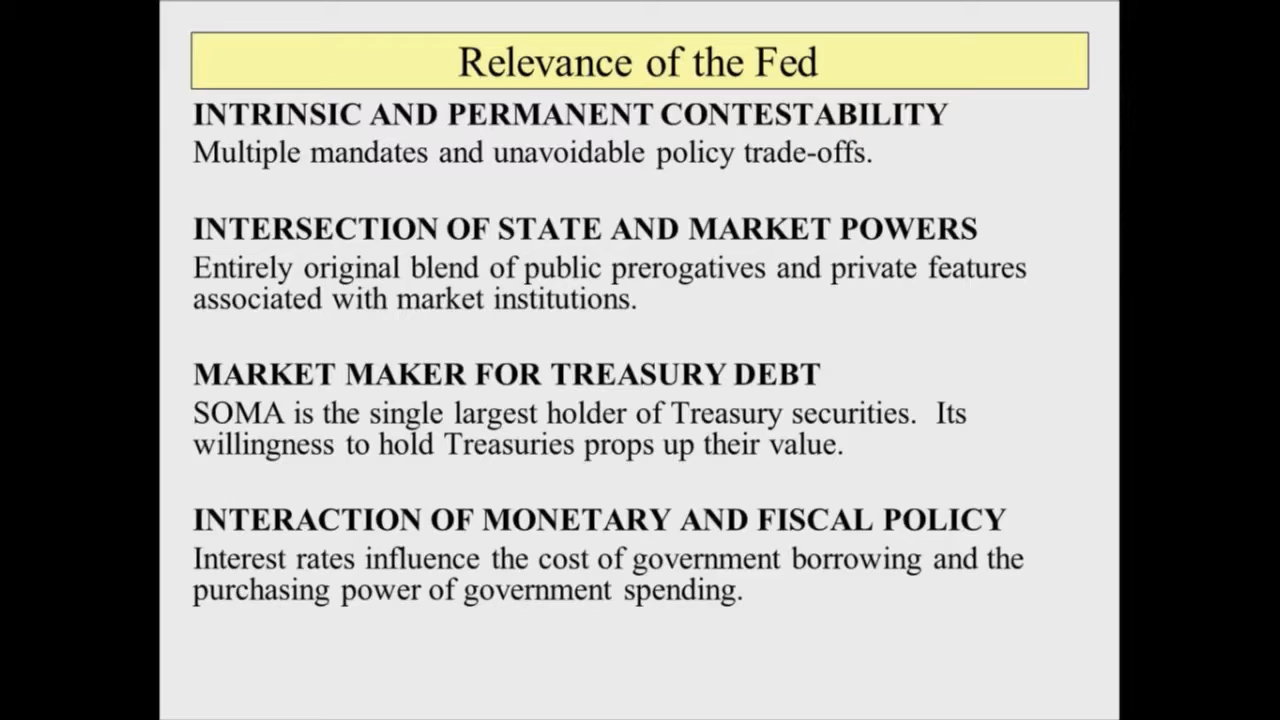 Relevance of the Fed
INTRINSIC AND PERMANENT CONTESTABILITY
Multiple mandates and unavoidable policy trade-offs.
INTERSECTION OF STATE AND MARKET POWERS
Entirely original blend of public prerogatives and private features
associated with market institutions.
MARKET MAKER FOR TREASURY DEBT
SOMA is the single largest holder of Treasury securities.  Its
willingness to hold Treasuries props up their value.
INTERACTION OF MONETARY AND FISCAL POLICY
Interest rates influence the cost of government borrowing and the
purchasing power of government spending.